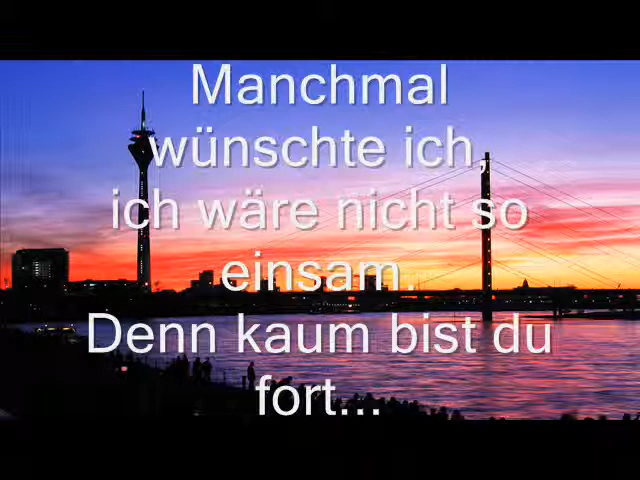 Manchmal
wünschte ich,
ich wäre nicht so
einsam.
Denn kaum bist du
fort...